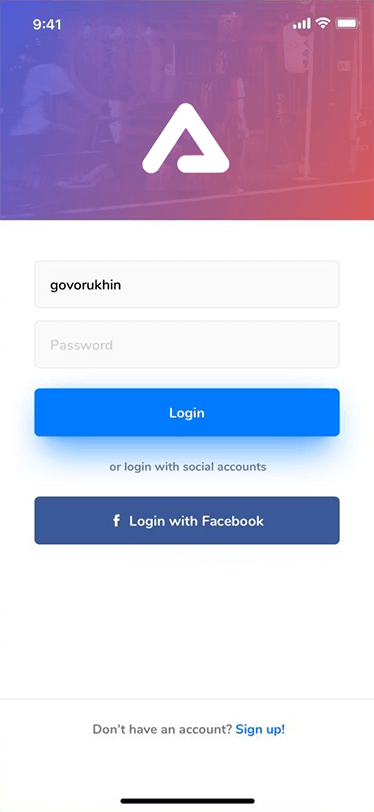 9:41
govorukhin
Password
Login
or login with social accounts
f Login with Facebook
Don't have an account? Sign up!